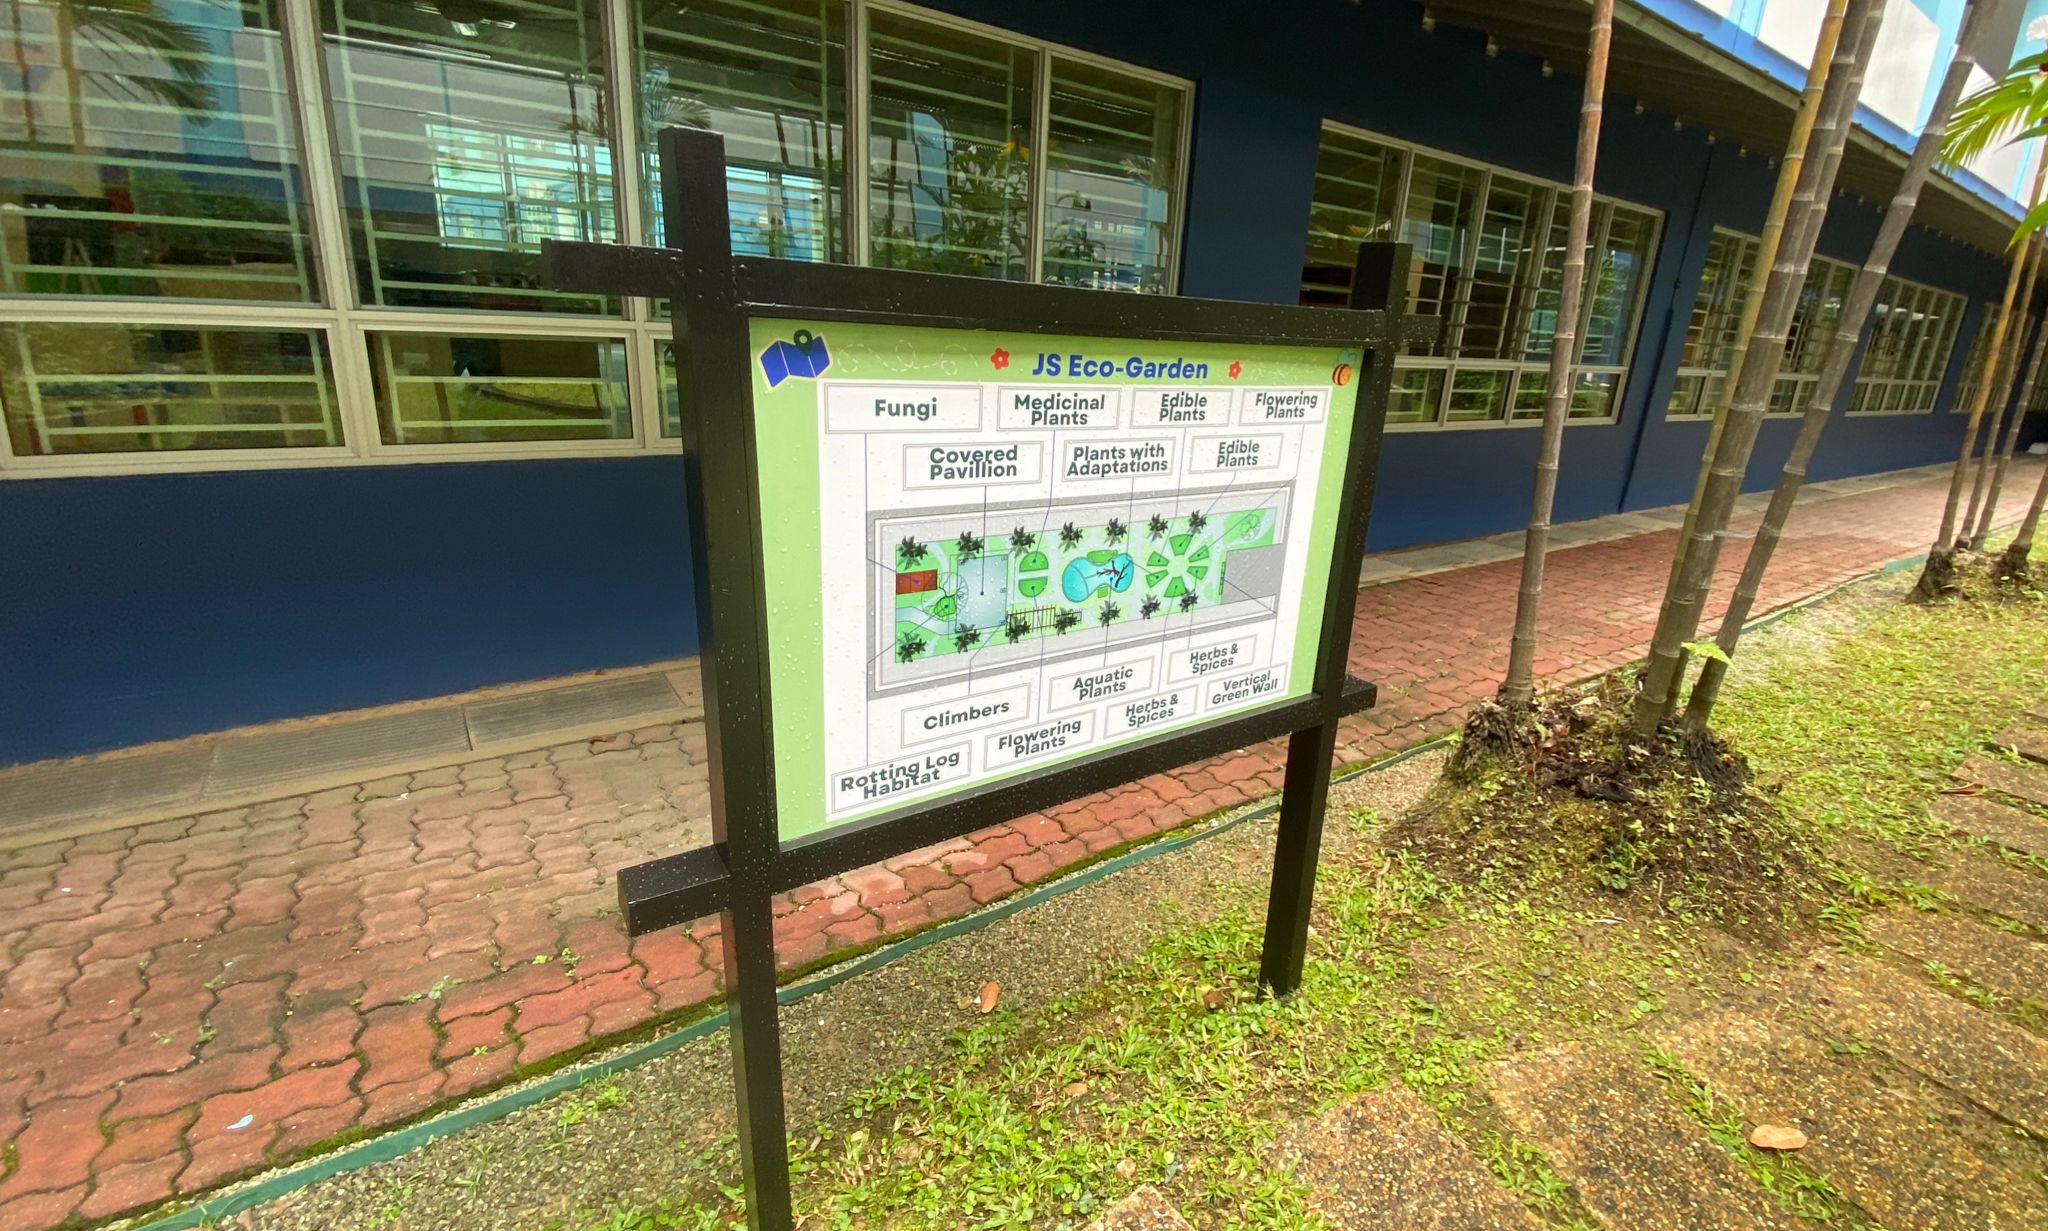 JS Eco-Garden
Fungi
Medicinal
Plants
Edible
Plants
Flowering
Plants
Covered
Pavillion
Plants with
Adaptations
Edible
Plants
Herbs &
Spices
Aquatic
Plants
Vertical
Green Wall
Climbers
Herbs &
Spices
Flowering
Plants
Rotting Log
Habitat